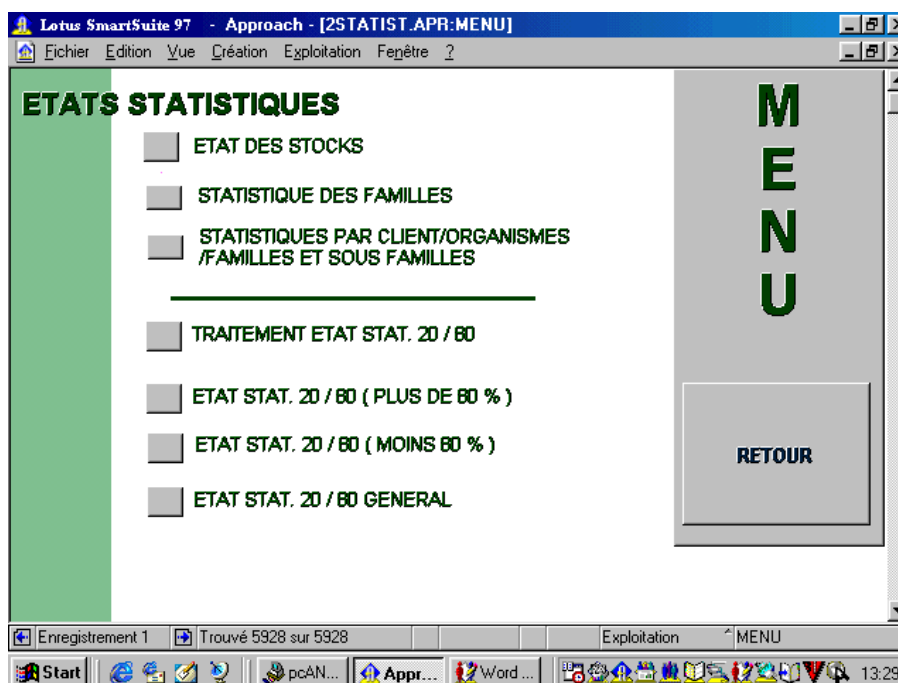 Lotus SmartSuite 97 - Approach - [2STATIST.APR:MENU]
Fichier Edition Vue Création Exploitation Fenêtre ?
ETATS STATISTIQUES
ETAT DES STOCKS
STATISTIQUE DES FAMILLES
STATISTIQUES PAR CLIENT/ORGANISMES
/FAMILLES ET SOUS FAMILLES
TRAITEMENT ETAT STAT. 20 / 80
ETAT STAT. 20 / 80 ( PLUS DE 80 % )
ETAT STAT. 20 / 80 ( MOINS 80 % )
ETAT STAT. 20 / 80 GENERAL
M
E
N
U
RETOUR
Enregistrement 1 Trouvé 5928 sur 5928 Exploitation MENU
Start pcAN... Appr... Word ... 13:29